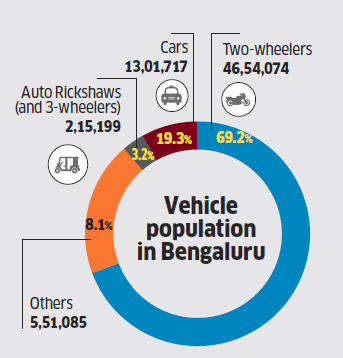 Cars
13,01,717
Two-wheelers
46,54,074
Auto Rickshaws
(and 3-wheelers)
2,15,199
19.3%
69.2%
3.2%
8.1%
Vehicle
population
in Bengaluru
Others
5,51,085